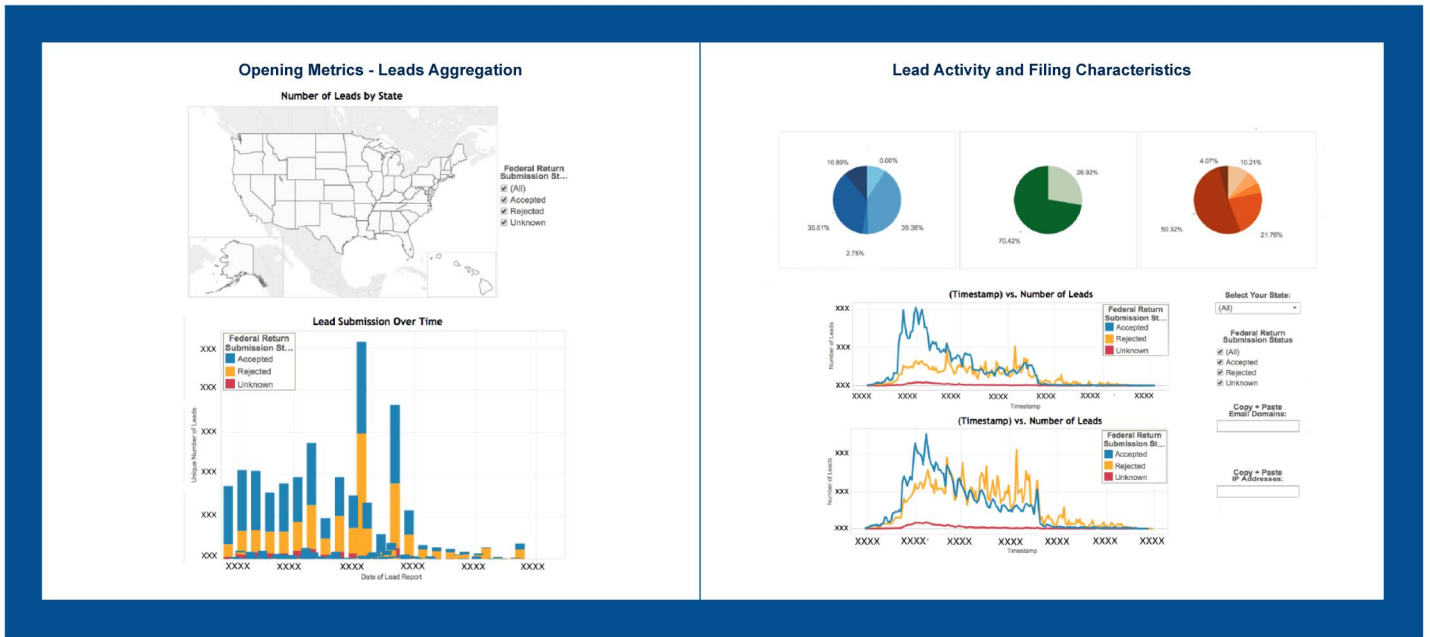 Opening Metrics - Leads Aggregation
Number of Leads by State
Federal Return
Submission St...
(All)
Accepted
Rejected
Unknown
Lead Submission Over Time
Federal Return
Submission St...
Accepted
Rejected
Unknown
Unique Number of Leads
XXX
XXX
XXX
XXX
XXX
XXX
XXXX XXXX XXXX XXXX XXXX XXXX
Date of Lead Report
Lead Activity and Filing Characteristics
10.89% 0.00%
35.61% 39.38%
2.75%
26.92%
70.42%
4.07% 10.21%
50.32% 21.76%
(Timestamp) vs. Number of Leads
Federal Return
Submission St...
Accepted
Rejected
Unknown
Number of Leads
XXX
XXX
XXX
XXXX XXXX XXXX XXXX XXXX XXXX XXXX
Timestamp
(Timestamp) vs. Number of Leads
Federal Return
Submission St...
Accepted
Rejected
Unknown
Number of Leads
XXX
XXX
XXXX XXXX XXXX XXXX XXXX XXXX XXXX
Timestamp
Select Your State:
(All)
Federal Return
Submission Status
(All)
Accepted
Rejected
Unknown
Copy + Paste
Email Domains:
Copy + Paste
IP Addresses: